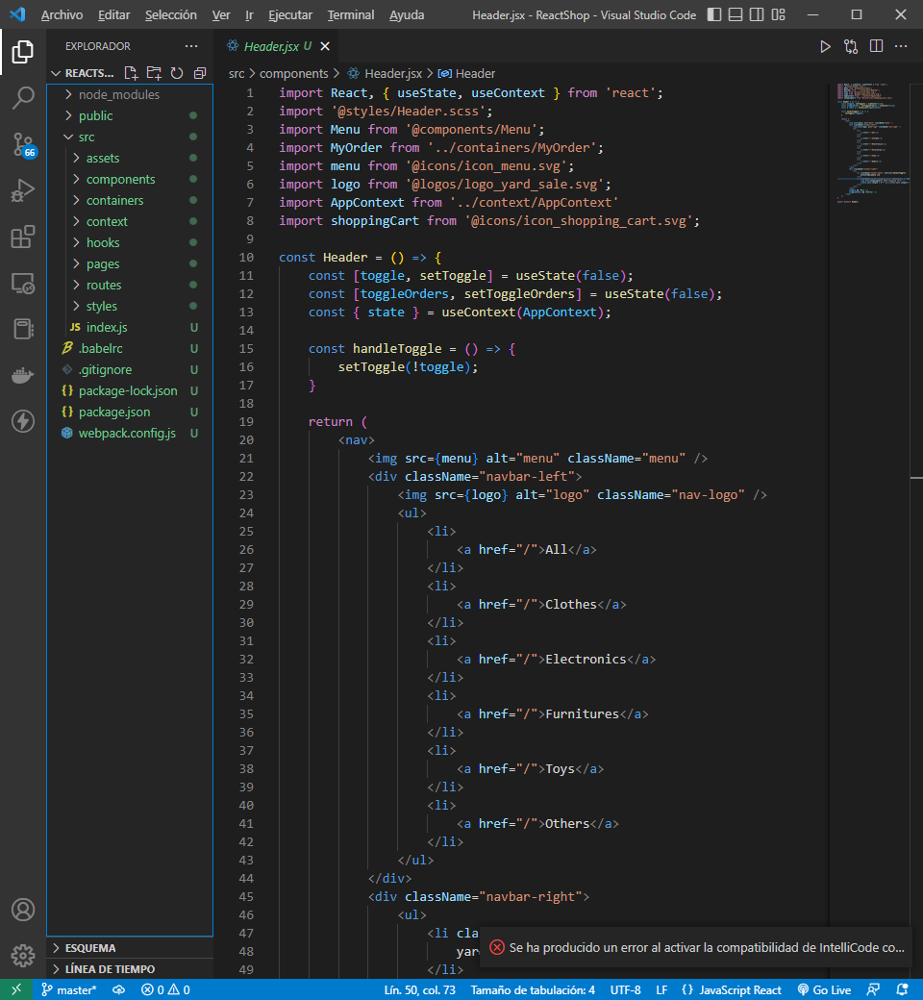 Archivo Editar Selección Ver Ir Ejecutar Terminal Ayuda Header.jsx - ReactShop - Visual Studio Code
EXPLORADOR ...
REACTS...
node_modules
public
src
assets
components
containers
context
hooks
pages
routes
styles
JS index.js U
.babelrc U
.gitignore U
{} package-lock.json U
{} package.json U
webpack.config.js U
66
ESQUEMA
LÍNEA DE TIEMPO
Header.jsx U
src > components > Header.jsx > Header
1 import React, { useState, useContext } from 'react';
2 import '@styles/Header.scss';
3 import Menu from '@components/Menu';
4 import MyOrder from '../containers/MyOrder';
5 import menu from '@icons/icon_menu.svg';
6 import logo from '@logos/logo_yard_sale.svg';
7 import AppContext from '../context/AppContext'
8 import shoppingCart from '@icons/icon_shopping_cart.svg';
9
10 const Header = () => {
11 const [toggle, setToggle] = useState(false);
12 const [toggleOrders, setToggleOrders] = useState(false);
13 const { state } = useContext(AppContext);
14
15 const handleToggle = () => {
16 setToggle(!toggle);
17 }
18
19 return (
20 <nav>
21 <img src={menu} alt="menu" className="menu" />
22 <div className="navbar-left">
23 <img src={logo} alt="logo" className="nav-logo" />
24 <ul>
25 <li>
26 <a href="/">All</a>
27 </li>
28 <li>
29 <a href="/">Clothes</a>
30 </li>
31 <li>
32 <a href="/">Electronics</a>
33 </li>
34 <li>
35 <a href="/">Furnitures</a>
36 </li>
37 <li>
38 <a href="/">Toys</a>
39 </li>
40 <li>
41 <a href="/">Others</a>
42 </li>
43 </ul>
44 </div>
45 <div className="navbar-right">
46 <ul>
47 <li cla
48 yar
49 </li>
Se ha producido un error al activar la compatibilidad de IntelliCode co...
master* 0 0 Lín. 50, col. 73 Tamaño de tabulación: 4 UTF-8 LF {} JavaScript React Go Live